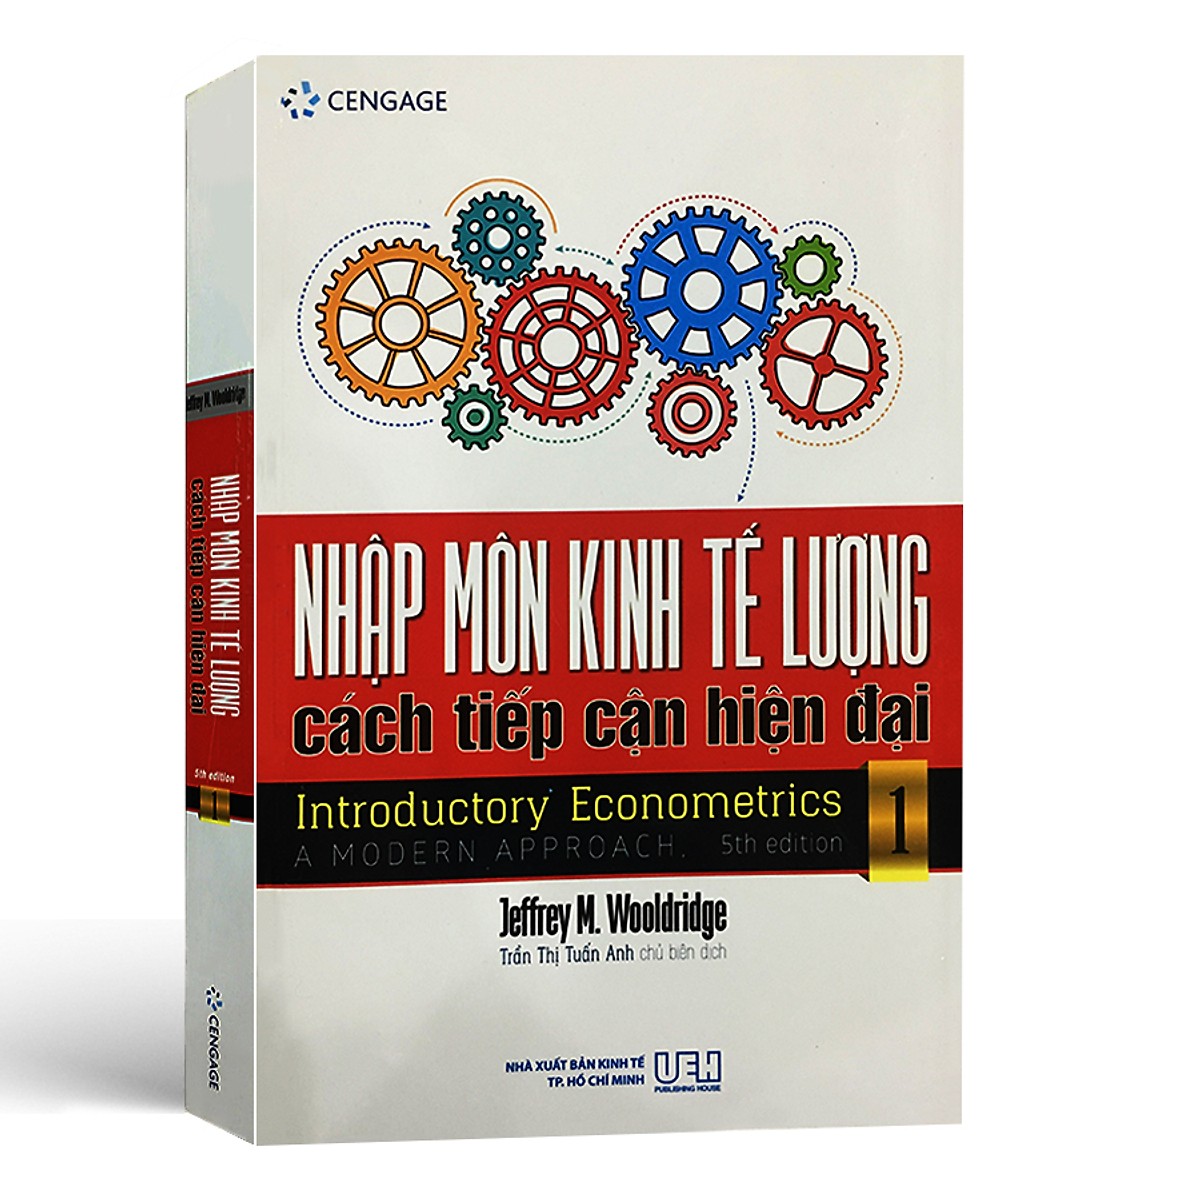 CENGAGE
NHẬP MÔN KINH TẾ LƯỢNG
cách tiếp cận hiện đại
Introductory Econometrics
A MODERN APPROACH, 5th edition
1
Jeffrey M. Wooldridge
Trần Thị Tuấn Anh chủ biên dịch
NHÀ XUẤT BẢN KINH TẾ
TP. HỒ CHÍ MINH
UEH
PUBLISHING HOUSE
Jeffrey M. Wooldridge
NHẬP MÔN KINH TẾ LƯỢNG
cách tiếp cận hiện đại
5th edition
1
CENGAGE